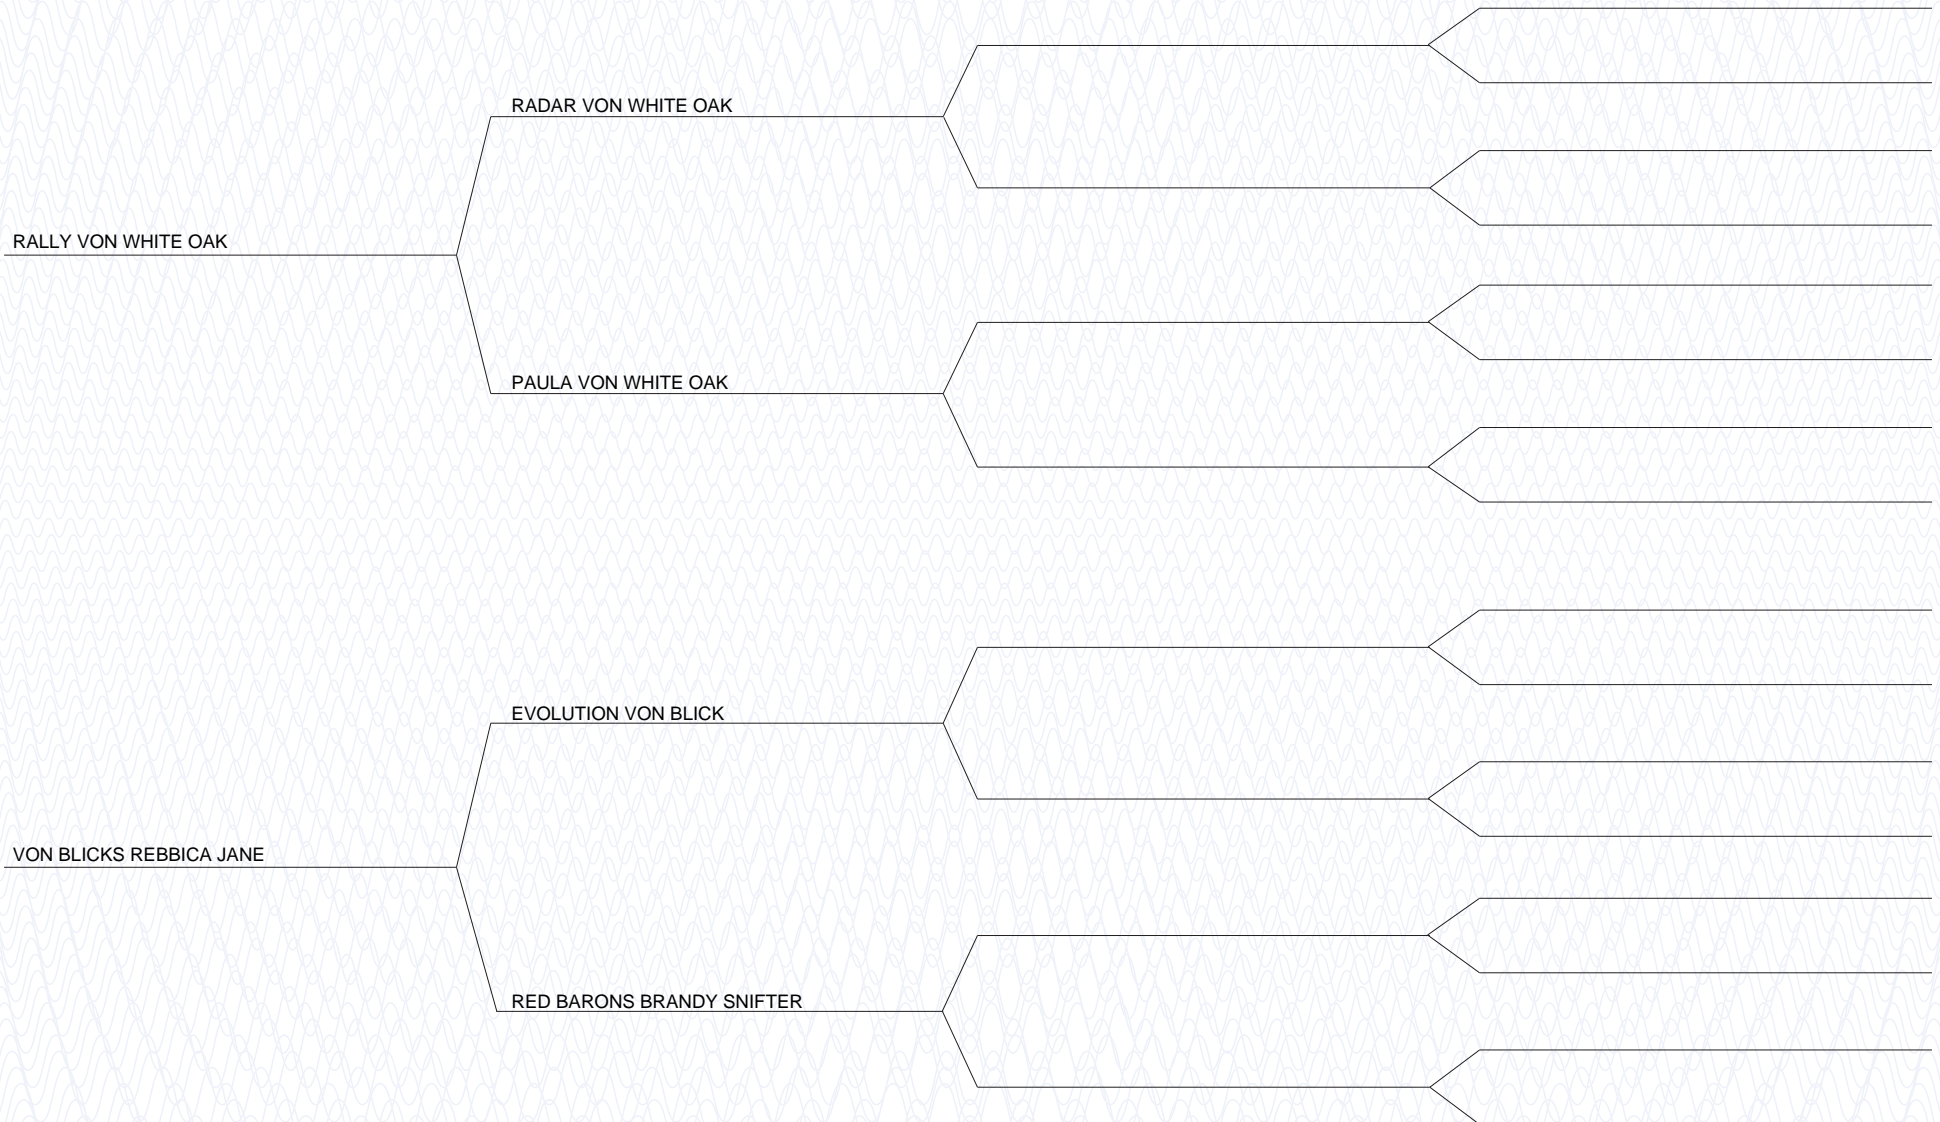 RADAR VON WHITE OAK
RALLY VON WHITE OAK
PAULA VON WHITE OAK
EVOLUTION VON BLICK
VON BLICKS REBBICA JANE
RED BARONS BRANDY SNIFTER